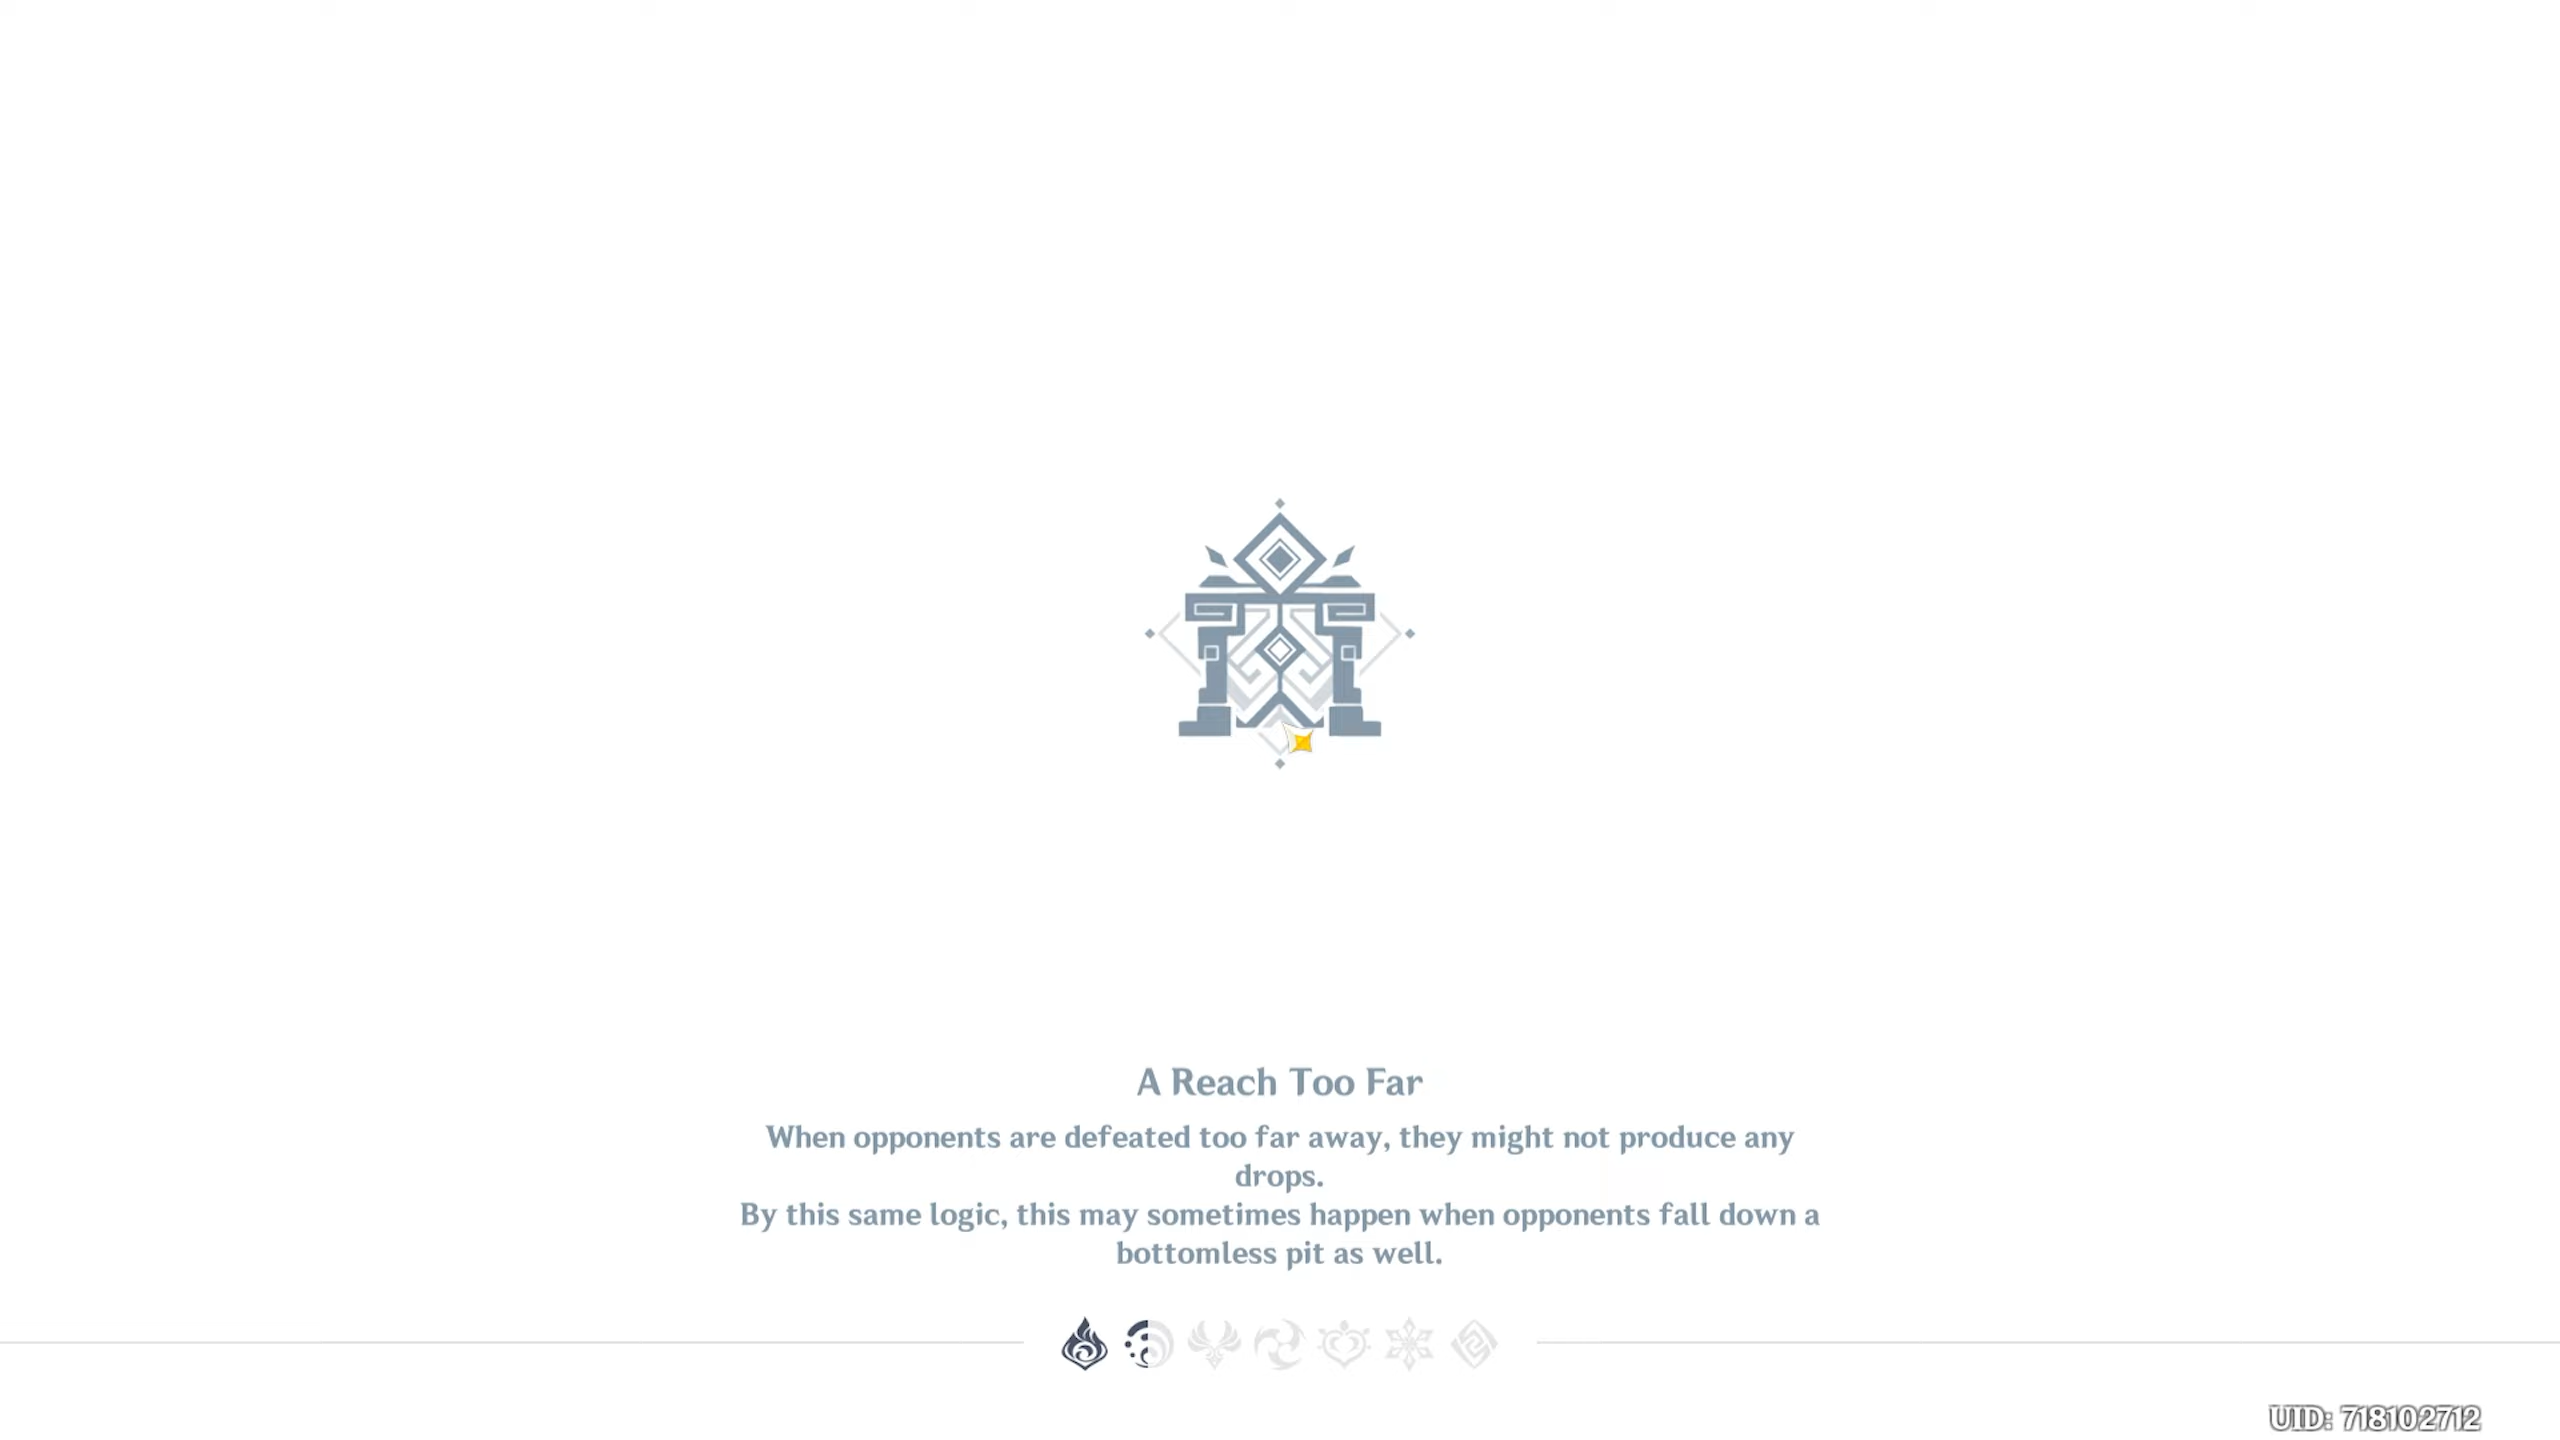 A Reach Too Far
When opponents are defeated too far away, they might not produce any
drops.
By this same logic, this may sometimes happen when opponents fall down a
bottomless pit as well.
UID: 718102712